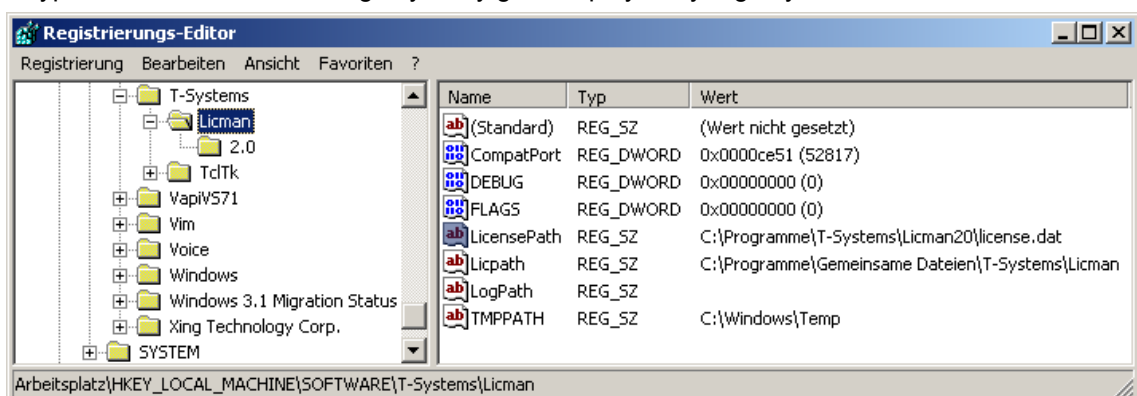 Registrierungs-Editor
Registrierung Bearbeiten Ansicht Favoriten ?
T-Systems
Licman
2.0
TclTk
VapiVS71
Vim
Voice
Windows
Windows 3.1 Migration Status
Xing Technology Corp.
SYSTEM
Name Typ Wert
(Standard) REG_SZ (Wert nicht gesetzt)
CompatPort REG_DWORD 0x0000ce51 (52817)
DEBUG REG_DWORD 0x00000000 (0)
FLAGS REG_DWORD 0x00000000 (0)
LicensePath REG_SZ C:\Programme\T-Systems\Licman20\license.dat
Licpath REG_SZ C:\Programme\Gemeinsame Dateien\T-Systems\Licman
LogPath REG_SZ
TMPPATH REG_SZ C:\Windows\Temp
Arbeitsplatz\HKEY_LOCAL_MACHINE\SOFTWARE\T-Systems\Licman